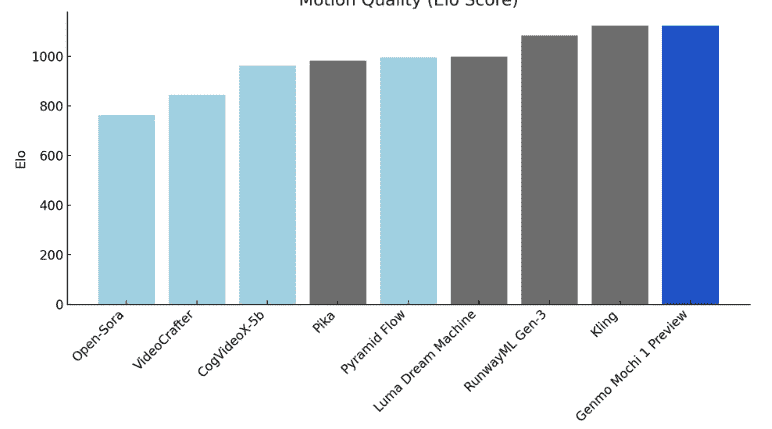 Motion Quality (Elo Score)
1000
800
600
400
200
0
Elo
Open-Sora
VideoCrafter
CogVideoX-5b
Pika
Pyramid Flow
Luma Dream Machine
RunwayML Gen-3
Kling
Genmo Mochi 1 Preview